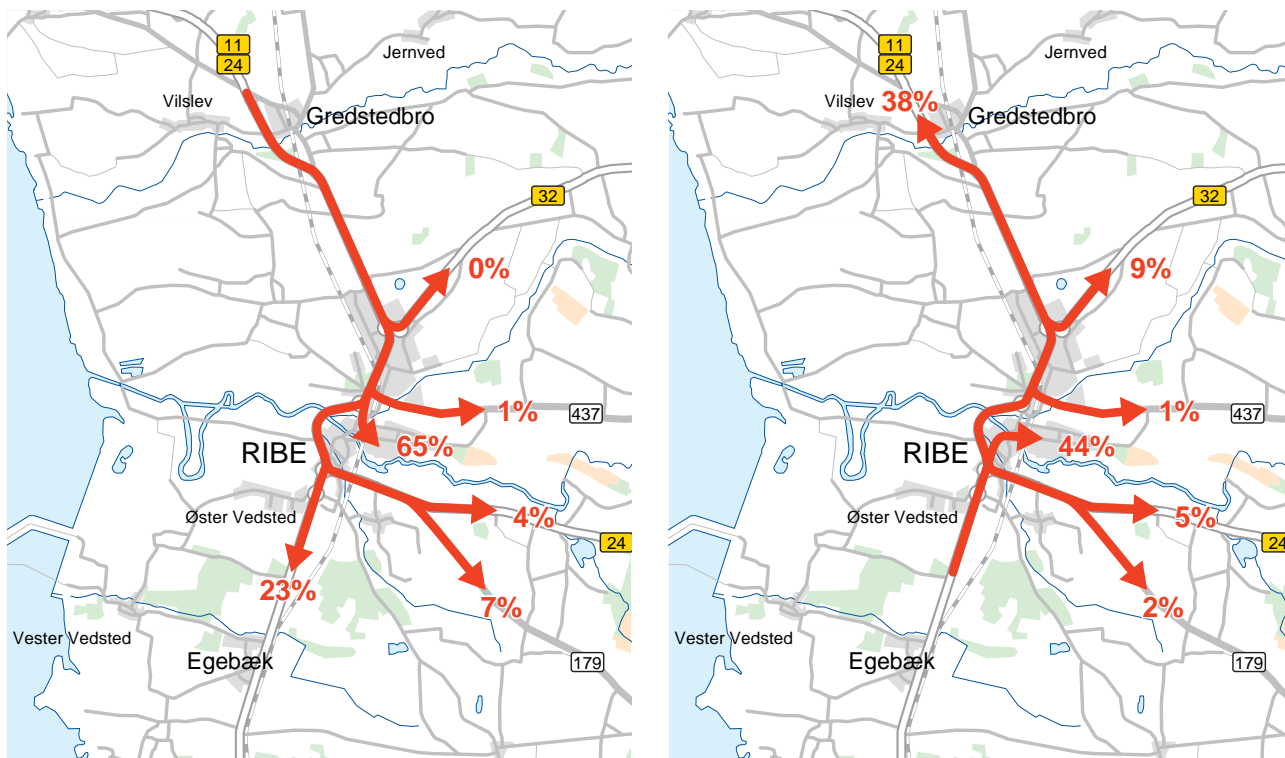 11
24
Jernved
Vilslev
Gredstedbro
32
0%
1%
437
65%
RIBE
Øster Vedsted
4%
24
23%
7%
Vester Vedsted
Egebæk
179
11
24
Jernved
Vilslev
38%
Gredstedbro
32
9%
1%
437
44%
RIBE
Øster Vedsted
5%
24
2%
Vester Vedsted
Egebæk
179